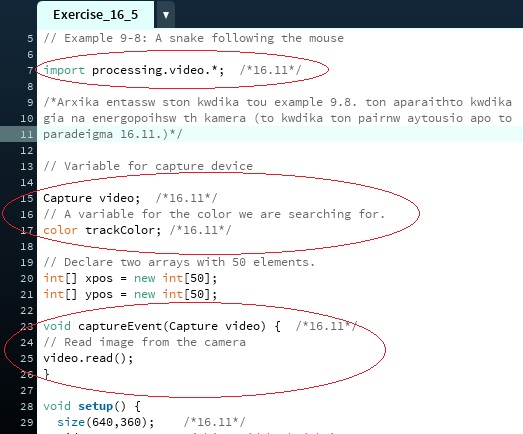 Exercise_16_5 ▼
5 // Example 9-8: A snake following the mouse
6
7 import processing.video.*;  /*16.11*/
8
9 /*Arxika entassw ston kwdika tou example 9.8. ton aparaithto kwdika
10 gia na energopoihsw th kamera (to kwdika ton pairnw aytousio apo to
11 paradeigma 16.11.)*/
12
13 // Variable for capture device
14
15 Capture video;  /*16.11*/
16 // A variable for the color we are searching for.
17 color trackColor; /*16.11*/
18
19 // Declare two arrays with 50 elements.
20 int[] xpos = new int[50];
21 int[] ypos = new int[50];
22
23 void captureEvent(Capture video) {  /*16.11*/
24 // Read image from the camera
25 video.read();
26 }
27
28 void setup() {
29   size(640,360);    /*16.11*/